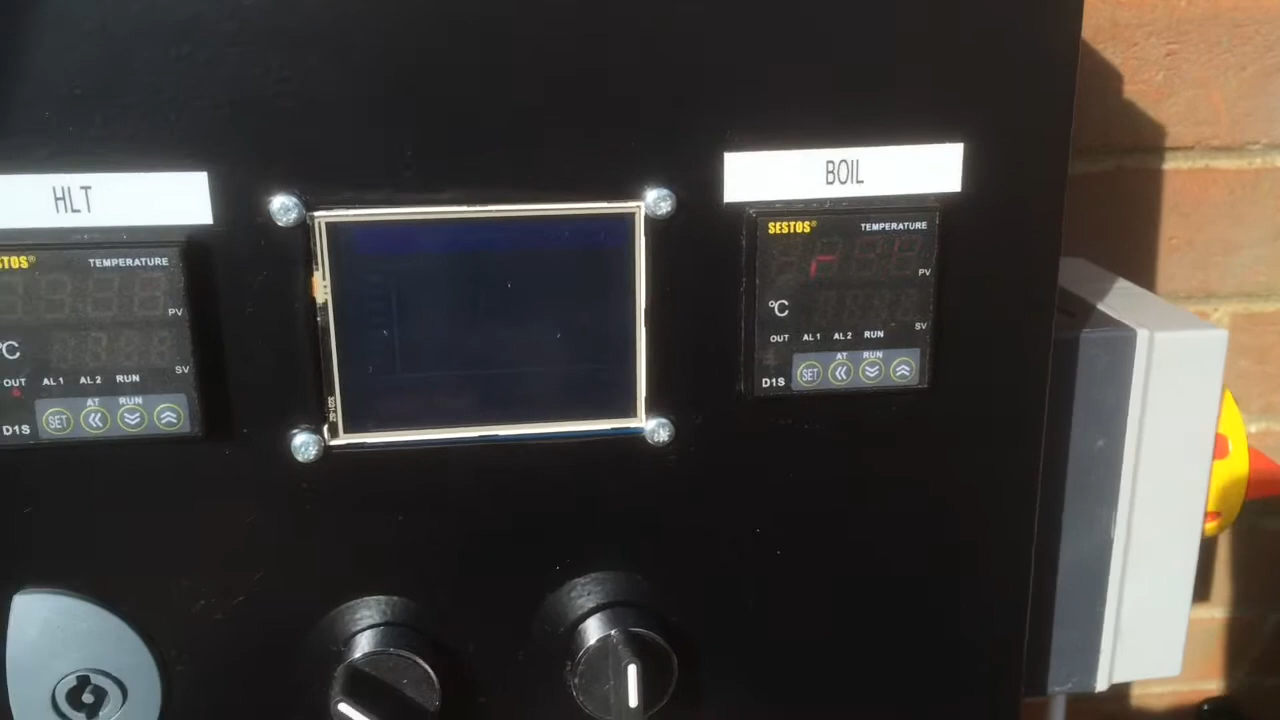 HLT
BOIL
STOS®
TEMPERATURE
PV
°C
SV
OUT AL1 AL2 RUN
AT RUN
SET
D1S
SESTOS®
TEMPERATURE
PV
°C
SV
OUT AL1 AL2 RUN
AT RUN
SET
D1S